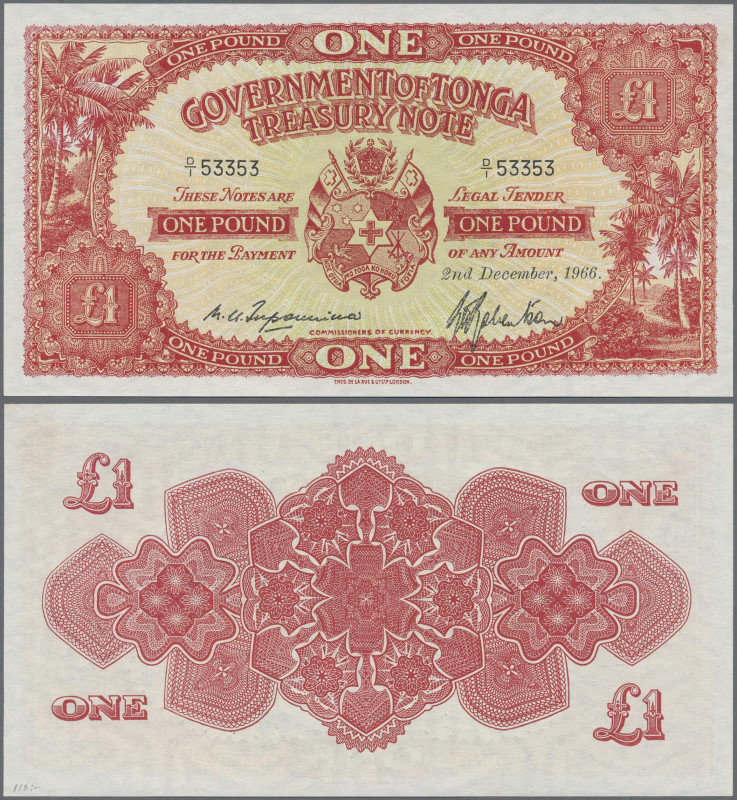 ONE POUND ONE ONE POUND
£1
GOVERNMENT OF TONGA
TREASURY NOTE
D/1 53353 D/1 53353
THESE NOTES ARE LEGAL TENDER
ONE POUND ONE POUND
FOR THE PAYMENT OF ANY AMOUNT
2nd December, 1966.
£1
COMMISSIONERS OF CURRENCY
ONE POUND ONE ONE POUND
THOS. DE LA RUE & CO LTD LONDON.
£1 ONE
ONE £1